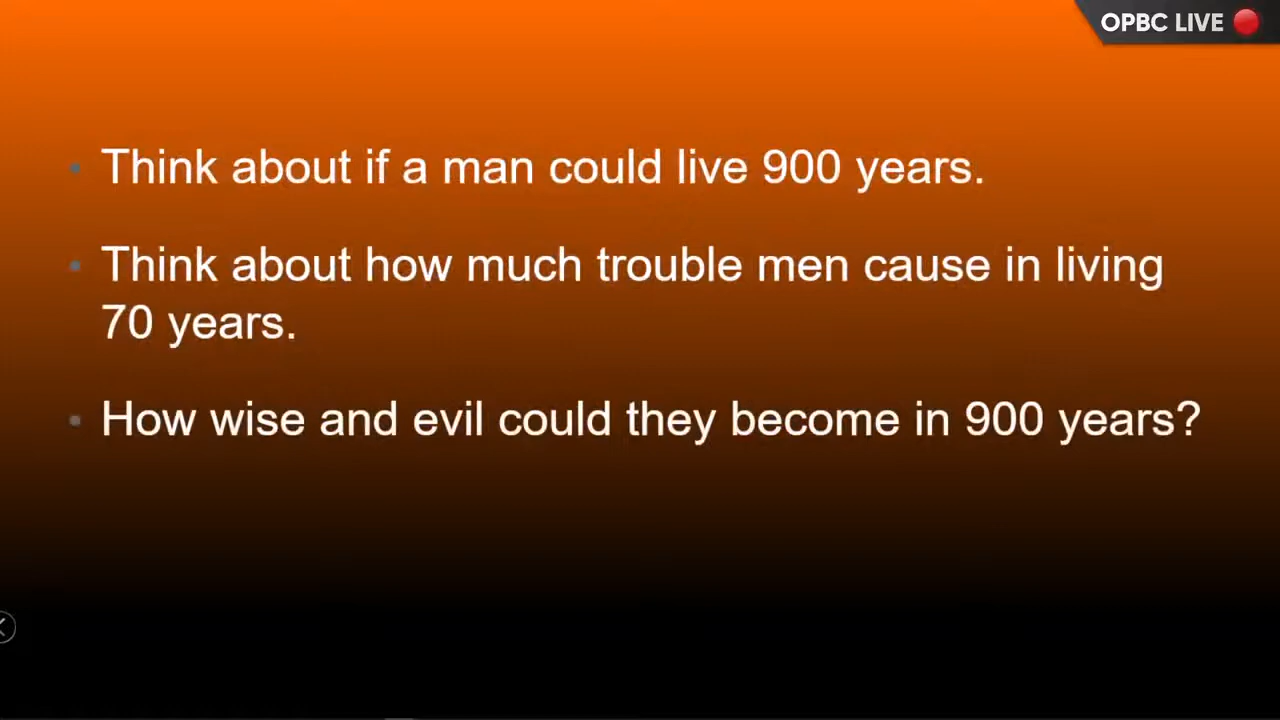 OPBC LIVE
Think about if a man could live 900 years.
Think about how much trouble men cause in living
70 years.
How wise and evil could they become in 900 years?